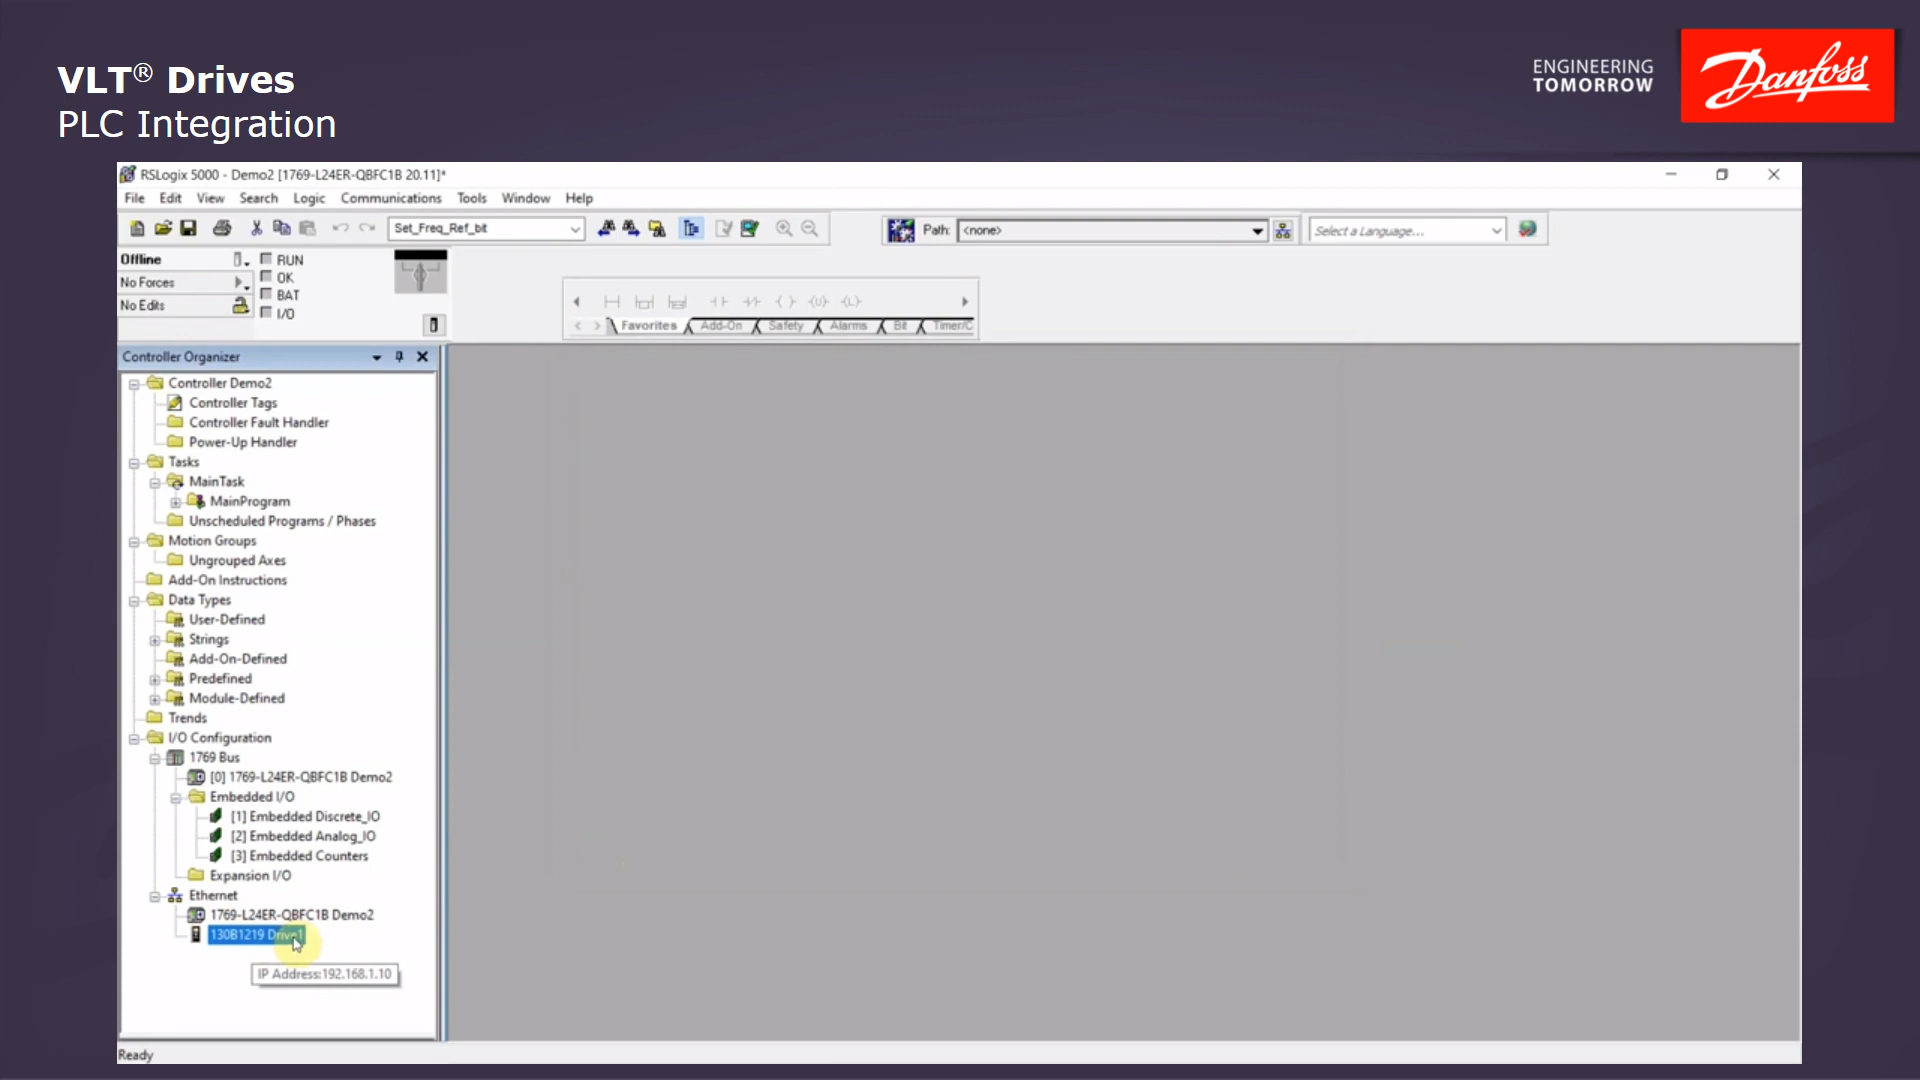 VLT® Drives
PLC Integration
ENGINEERING
TOMORROW
Danfoss
RSLogix 5000 - Demo2 [1769-L24ER-QBFC1B 20.11]*
File Edit View Search Logic Communications Tools Window Help
Set_Freq_Ref_bit
Path: <none>
Select a Language...
Offline
RUN
No Forces
OK
No Edits
BAT
I/O
Favorites Add-On Safety Alarms Bit Timer/C
Controller Organizer
Controller Demo2
Controller Tags
Controller Fault Handler
Power-Up Handler
Tasks
MainTask
MainProgram
Unscheduled Programs / Phases
Motion Groups
Ungrouped Axes
Add-On Instructions
Data Types
User-Defined
Strings
Add-On-Defined
Predefined
Module-Defined
Trends
I/O Configuration
1769 Bus
[0] 1769-L24ER-QBFC1B Demo2
Embedded I/O
[1] Embedded Discrete_IO
[2] Embedded Analog_IO
[3] Embedded Counters
Expansion I/O
Ethernet
1769-L24ER-QBFC1B Demo2
130B1219 Drive1
IP Address:192.168.1.10
Ready